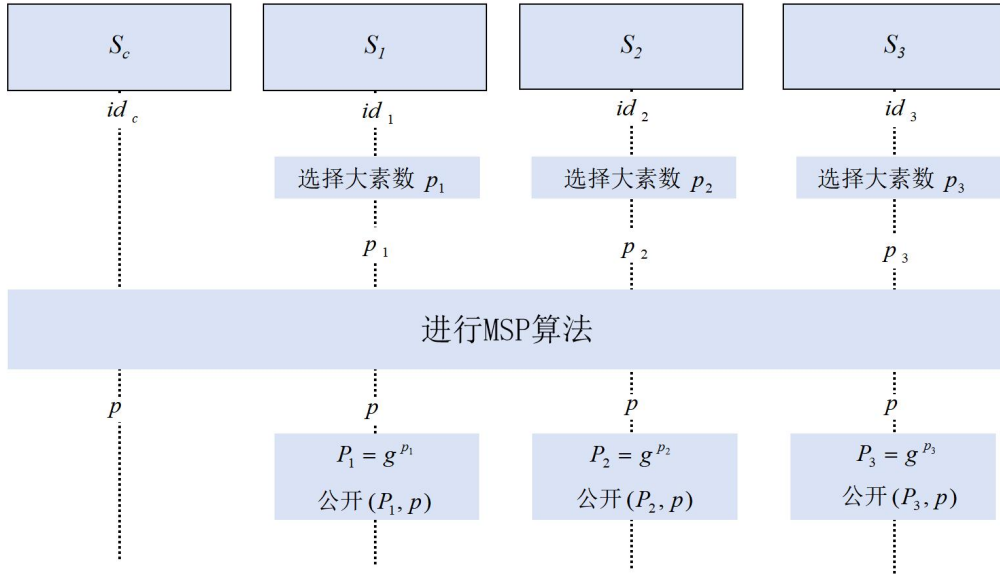 S_c S_1 S_2 S_3
id_c id_1 id_2 id_3
选择大素数 p_1 选择大素数 p_2 选择大素数 p_3
p_1 p_2 p_3
进行MSP算法
p p p p
P_1 = g^{p_1} P_2 = g^{p_2} P_3 = g^{p_3}
公开(P_1, p) 公开(P_2, p) 公开(P_3, p)